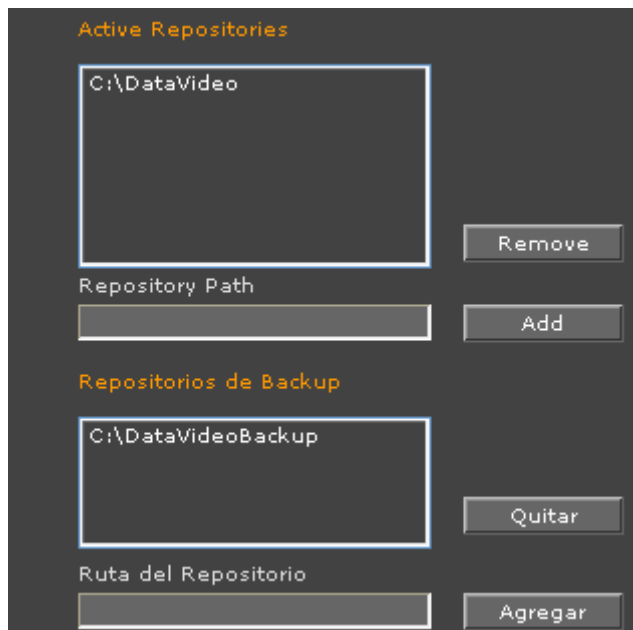 Active Repositories
C:\DataVideo
Remove
Repository Path
Add
Repositorios de Backup
C:\DataVideoBackup
Quitar
Ruta del Repositorio
Agregar